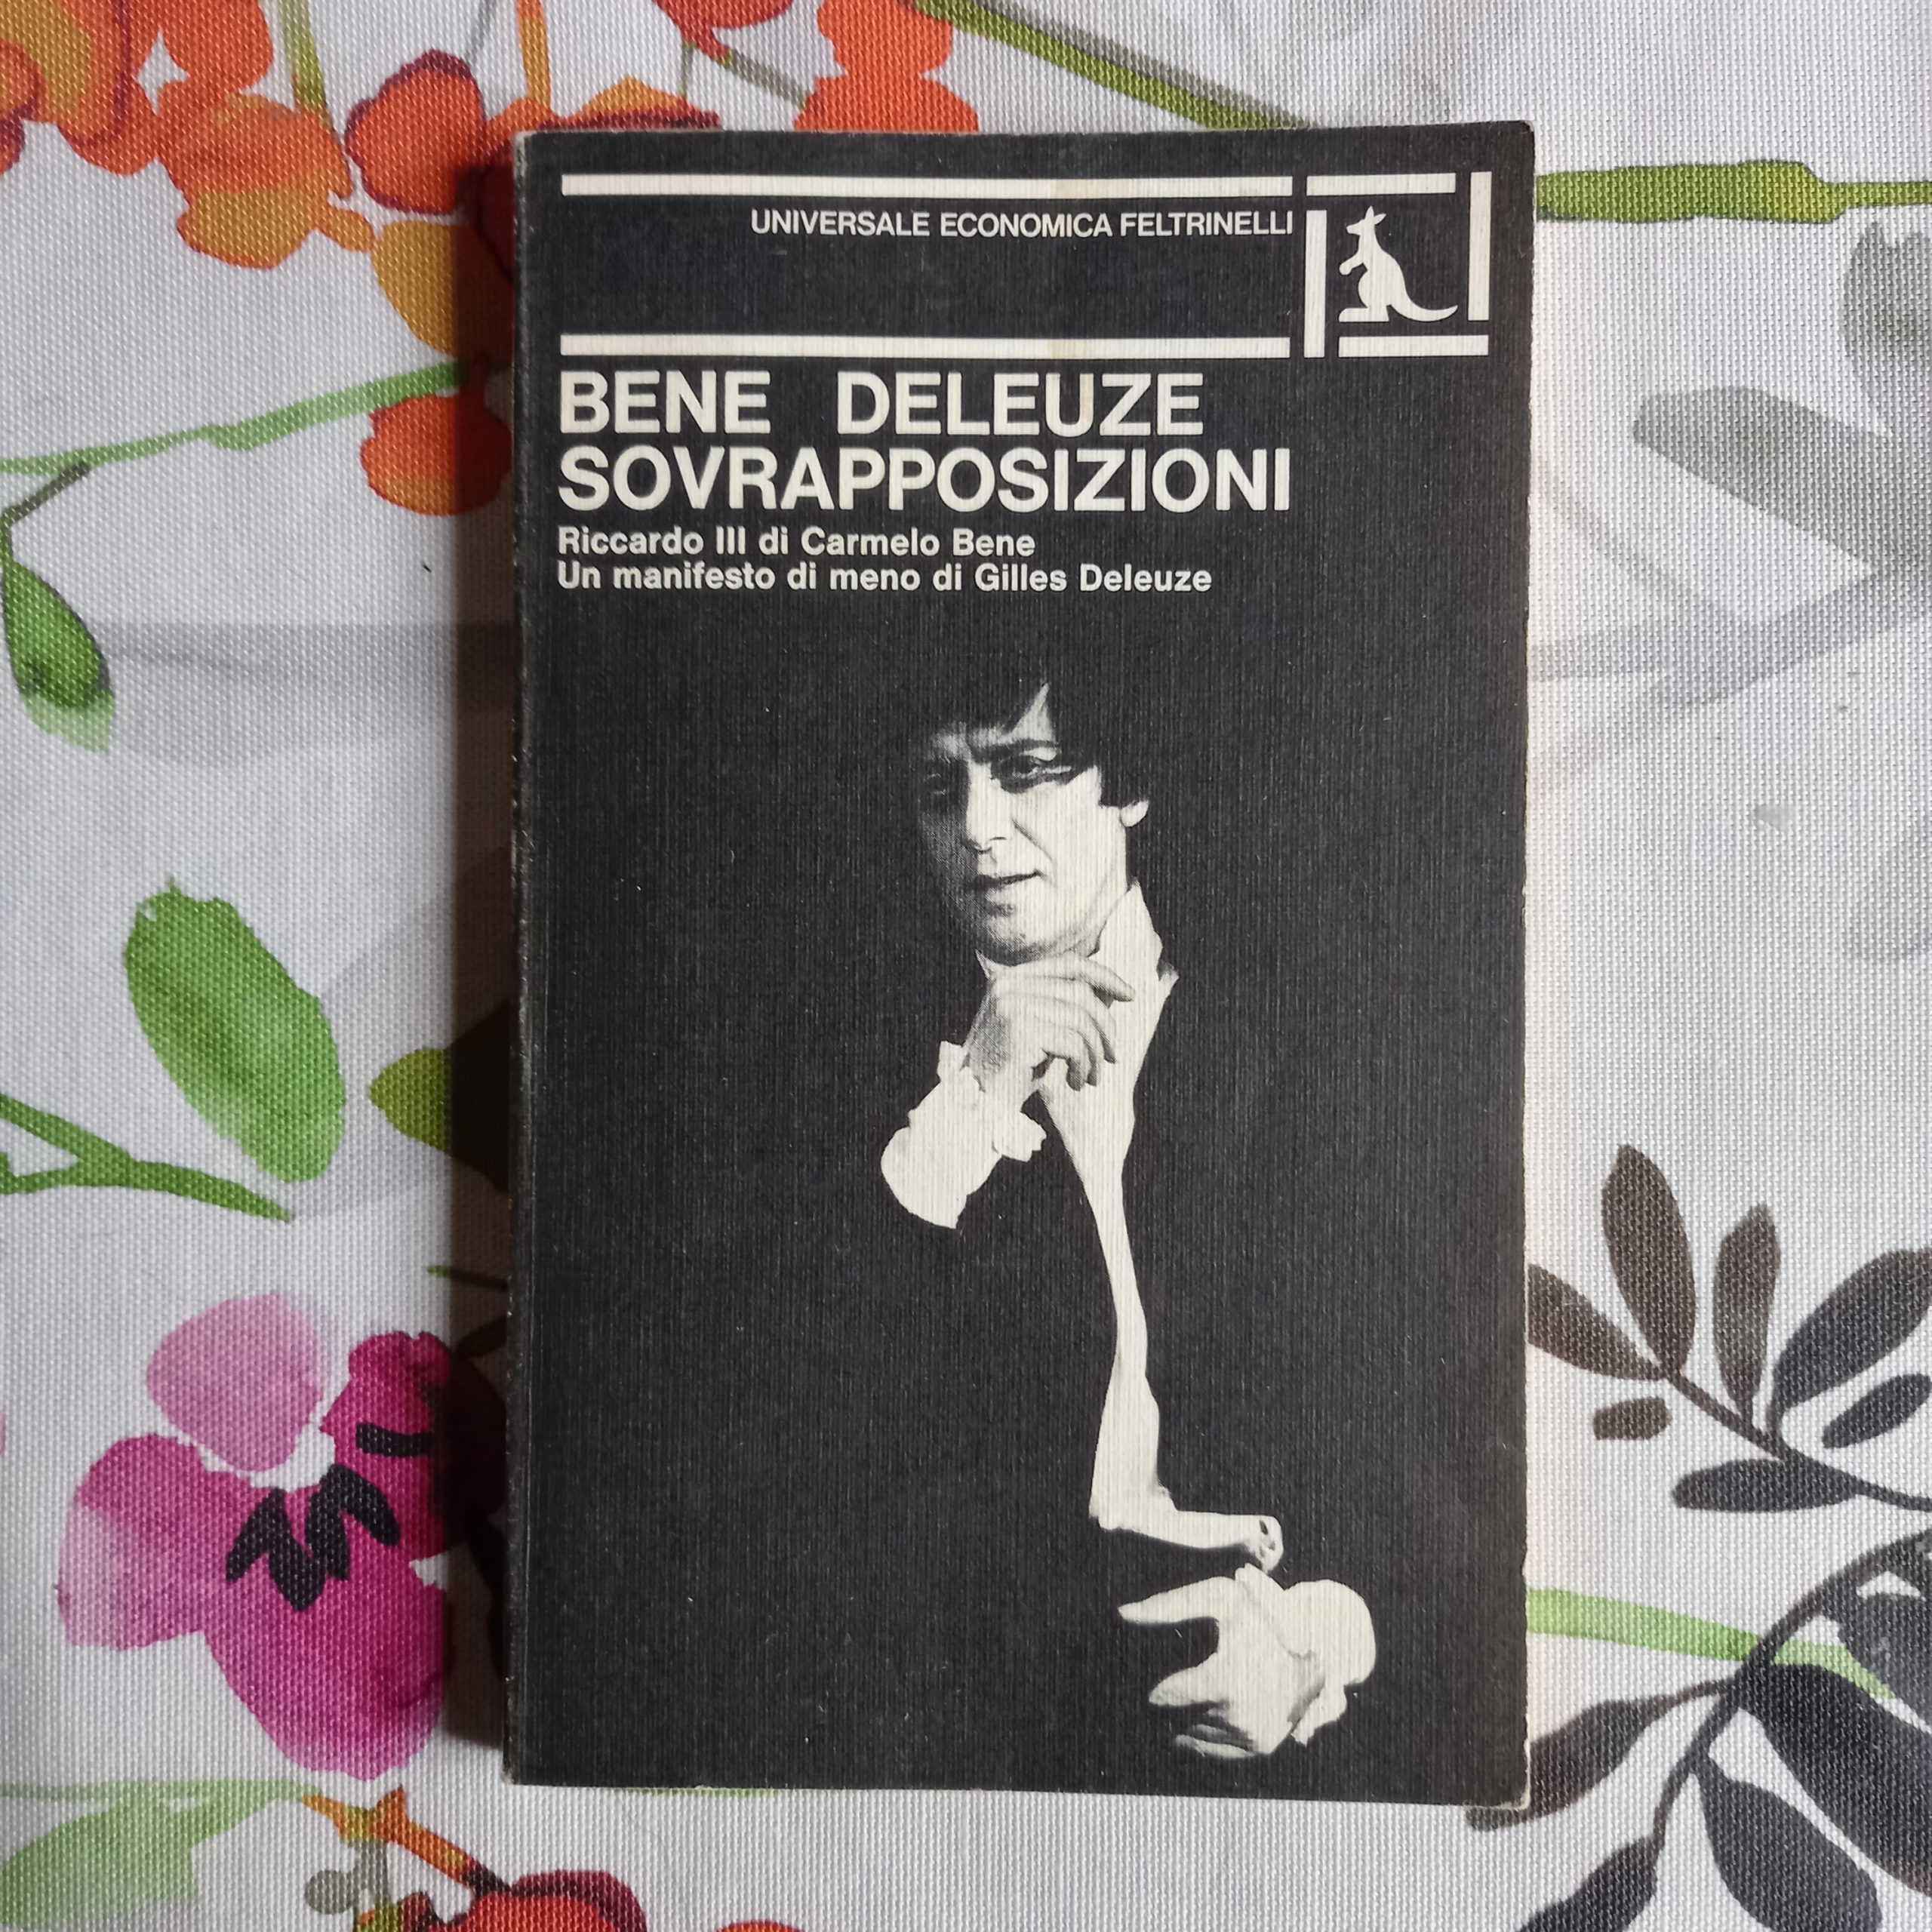 UNIVERSALE ECONOMICA FELTRINELLI
BENE DELEUZE
SOVRAPPOSIZIONI
Riccardo III di Carmelo Bene
Un manifesto di meno di Gilles Deleuze